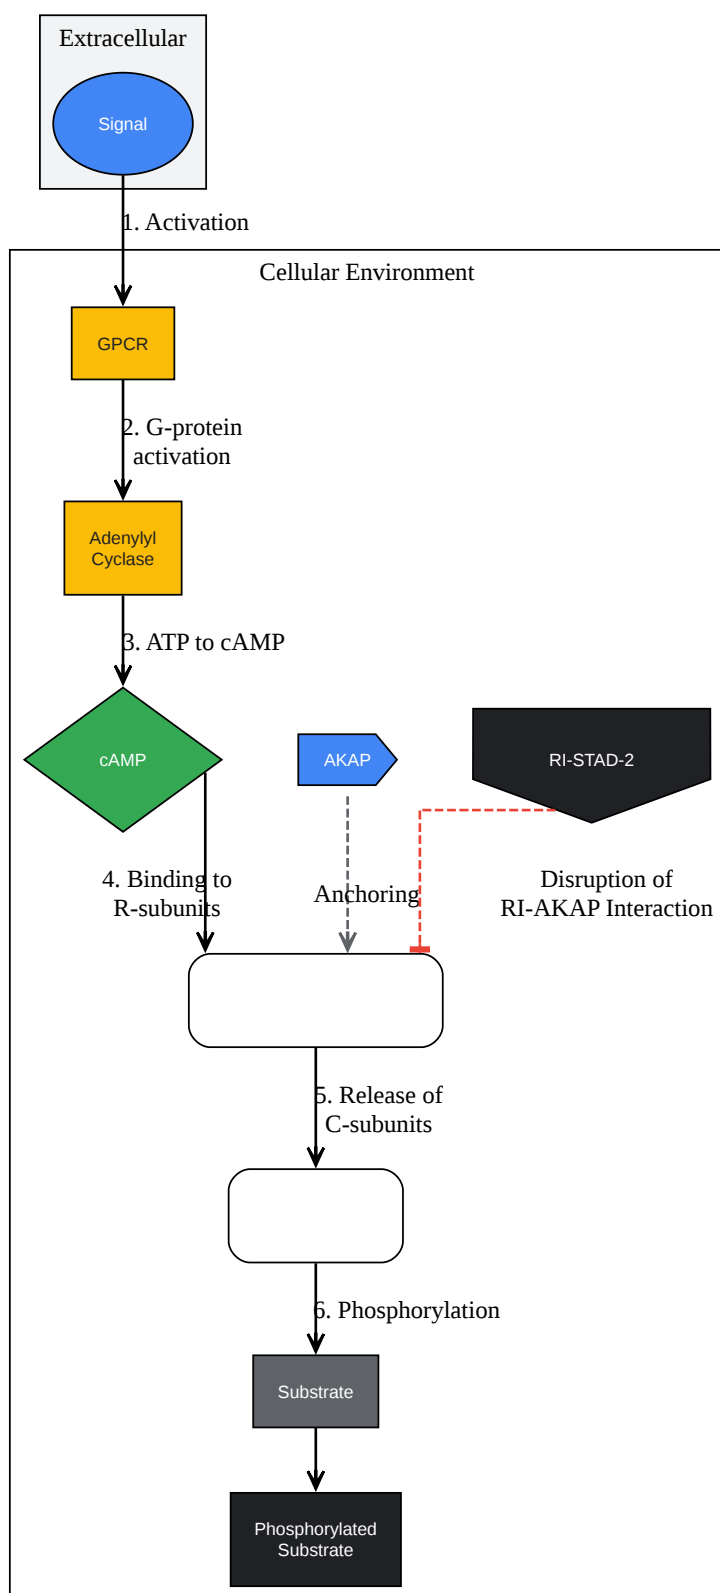 Extracellular
Signal
1. Activation
Cellular Environment
GPCR
2. G-protein
activation
Adenylyl
Cyclase
3. ATP to cAMP
cAMP
AKAP
RI-STAD-2
4. Binding to
R-subunits
Anchoring
Disruption of
RI-AKAP Interaction
5. Release of
C-subunits
6. Phosphorylation
Substrate
Phosphorylated
Substrate